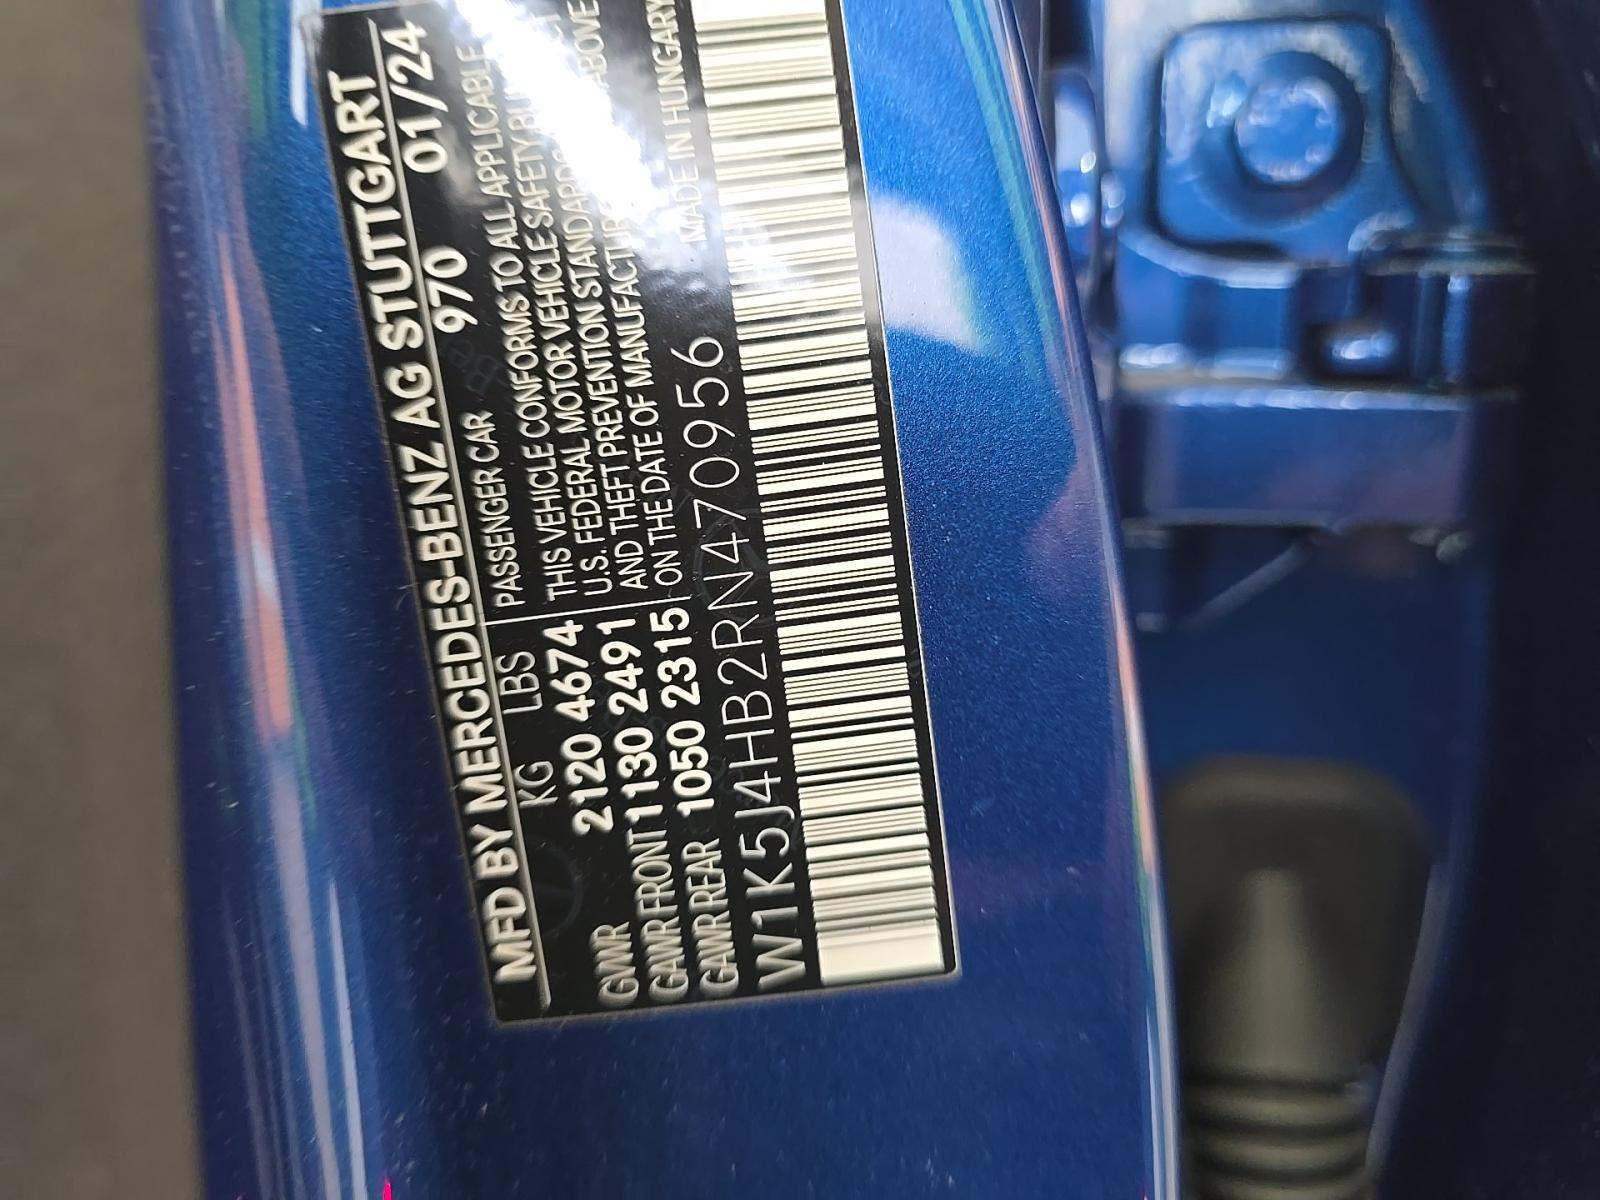 MFD BY MERCEDES-BENZ AG STUTTGART
970 01/24
KG LBS
GVWR 2120 4674
GAWR FRONT 1130 2491
GAWR REAR 1050 2315
PASSENGER CAR
THIS VEHICLE CONFORMS TO ALL APPLICABLE
U.S. FEDERAL MOTOR VEHICLE SAFETY
AND THEFT PREVENTION STANDARDS
ON THE DATE OF MANUFACTURE ABOVE
MADE IN HUNGARY
W1K5J4HB2RN470956